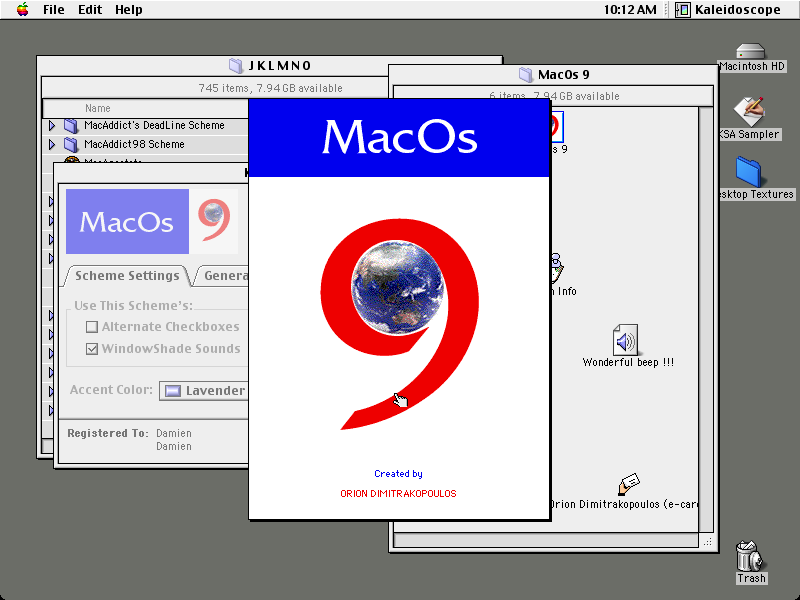 File Edit Help
10:12 AM
Kaleidoscope
JKLMNO
745 items, 7.94 GB available
Name
MacAddict's DeadLine Scheme
MacAddict98 Scheme
MacOs
Scheme Settings
Genera
Use This Scheme's:
Alternate Checkboxes
WindowShade Sounds
Accent Color: Lavender
Registered To: Damien
Damien
MacOs 9
6 items, 7.94 GB available
s 9
n Info
Wonderful beep !!!
Orion Dimitrakopoulos (e-card
MacOs
9
Created by
ORION DIMITRAKOPOULOS
Macintosh HD
KSA Sampler
esktop Textures
Trash